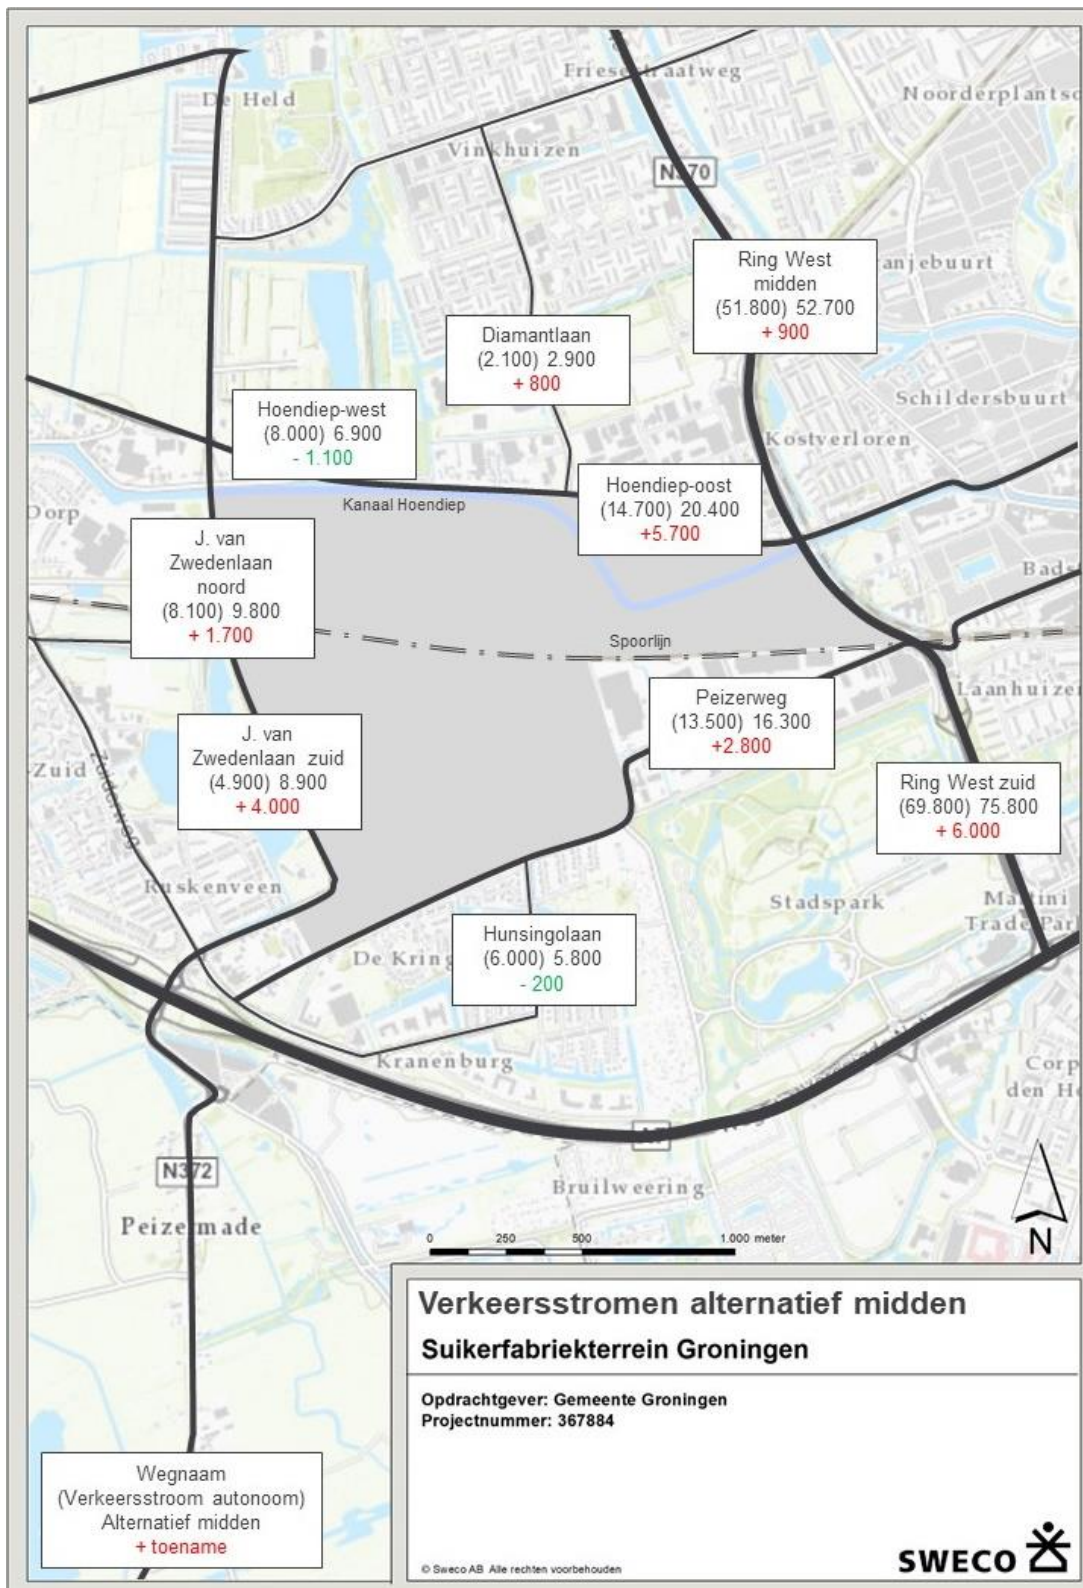 De Held
Friesestraatweg
Noorderplants
Vinkhuizen
N370
Ring West
midden
(51.800) 52.700
+ 900
anjebuurt
Diamantlaan
(2.100) 2.900
+ 800
Schildersbuurt
Hoendiep-west
(8.000) 6.900
- 1.100
Kostverloren
Kanaal Hoendiep
Hoendiep-oost
(14.700) 20.400
+5.700
Dorp
J. van
Zwedenlaan
noord
(8.100) 9.800
+ 1.700
Bads
Spoorlijn
Laanhuizen
Peizerweg
(13.500) 16.300
+2.800
J. van
Zwedenlaan zuid
(4.900) 8.900
+ 4.000
-Zuid
Zuiderweg
Ring West zuid
(69.800) 75.800
+ 6.000
Ruskenveen
Stadspark
Martini
Trade Park
Hunsingolaan
(6.000) 5.800
- 200
De Kring
Kranenburg
Corp
den He
A7
N372
Bruilweering
Peizermade
0 250 500 1.000 meter
N
Verkeersstromen alternatief midden
Suikerfabriekterrein Groningen
Opdrachtgever: Gemeente Groningen
Projectnummer: 367884
Wegnaam
(Verkeersstroom autonoom)
Alternatief midden
+ toename
© Sweco AB Alle rechten voorbehouden
SWECO